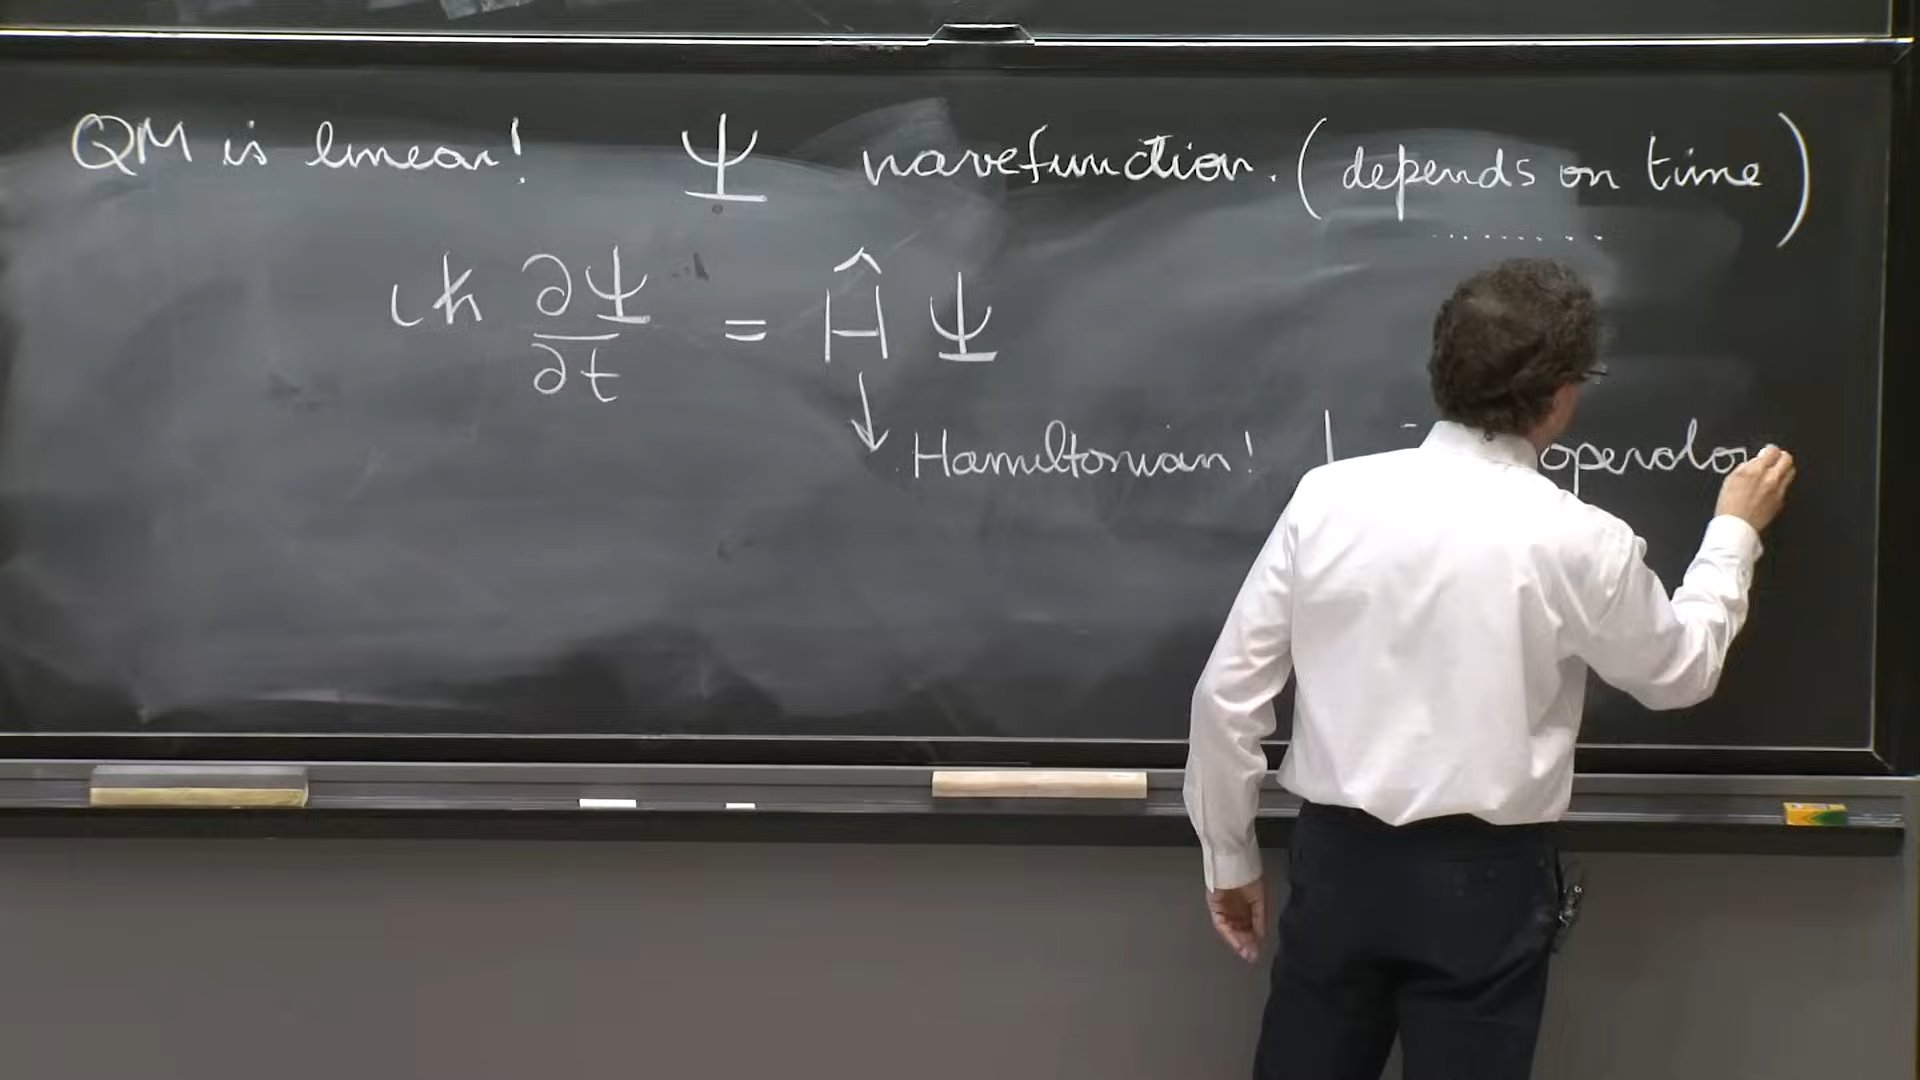 QM is linear! Ψ wavefunction. (depends on time)
iħ ∂Ψ/∂t = Ĥ Ψ
↓ Hamiltonian! operator